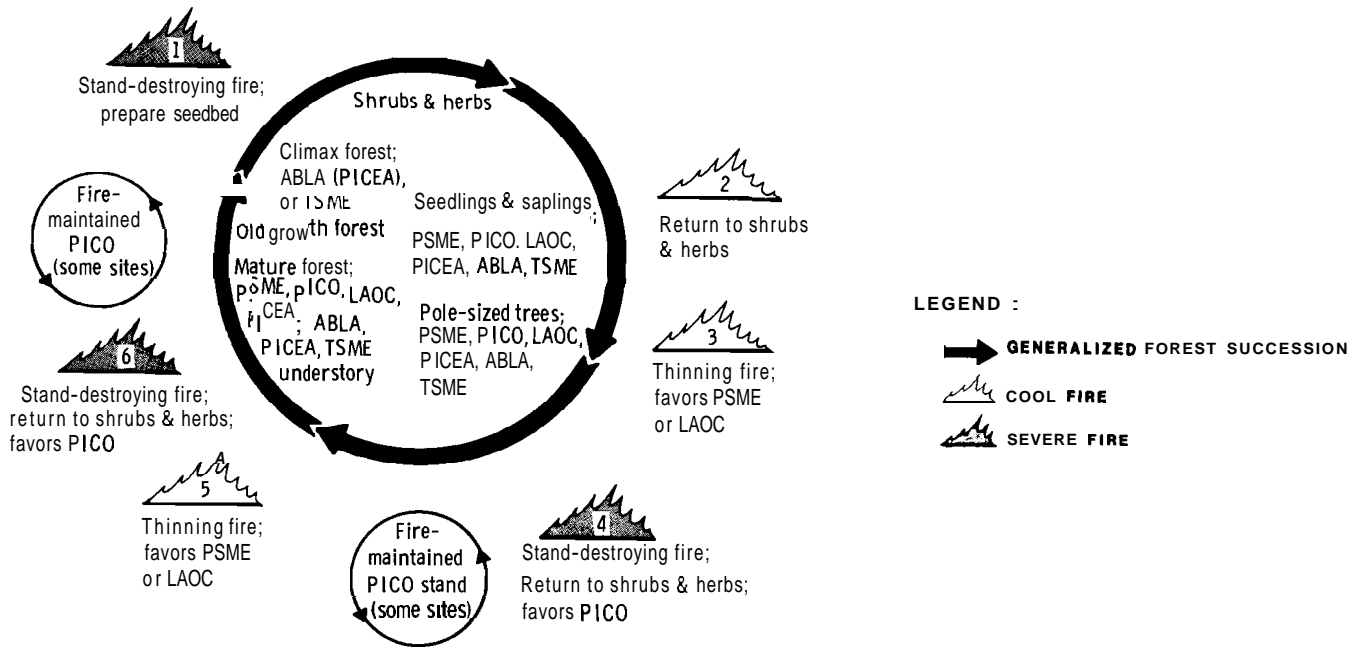 1
Stand-destroying fire;
prepare seedbed
Shrubs & herbs
Climax forest;
ABLA (PICEA),
or TSME
Old growth forest
Mature forest;
PSME, PICO, LAOC,
PICEA; ABLA,
PICEA, TSME
understory
Seedlings & saplings;
PSME, PICO. LAOC,
PICEA, ABLA, TSME
Pole-sized trees;
PSME, PICO, LAOC,
PICEA, ABLA,
TSME
2
Return to shrubs
& herbs
3
Thinning fire;
favors PSME
or LAOC
Fire-
maintained
PICO
(some sites)
6
Stand-destroying fire;
return to shrubs & herbs;
favors PICO
5
Thinning fire;
favors PSME
or LAOC
Fire-
maintained
PICO stand
(some sites)
4
Stand-destroying fire;
Return to shrubs & herbs;
favors PICO
LEGEND :
GENERALIZED FOREST SUCCESSION
COOL FIRE
SEVERE FIRE